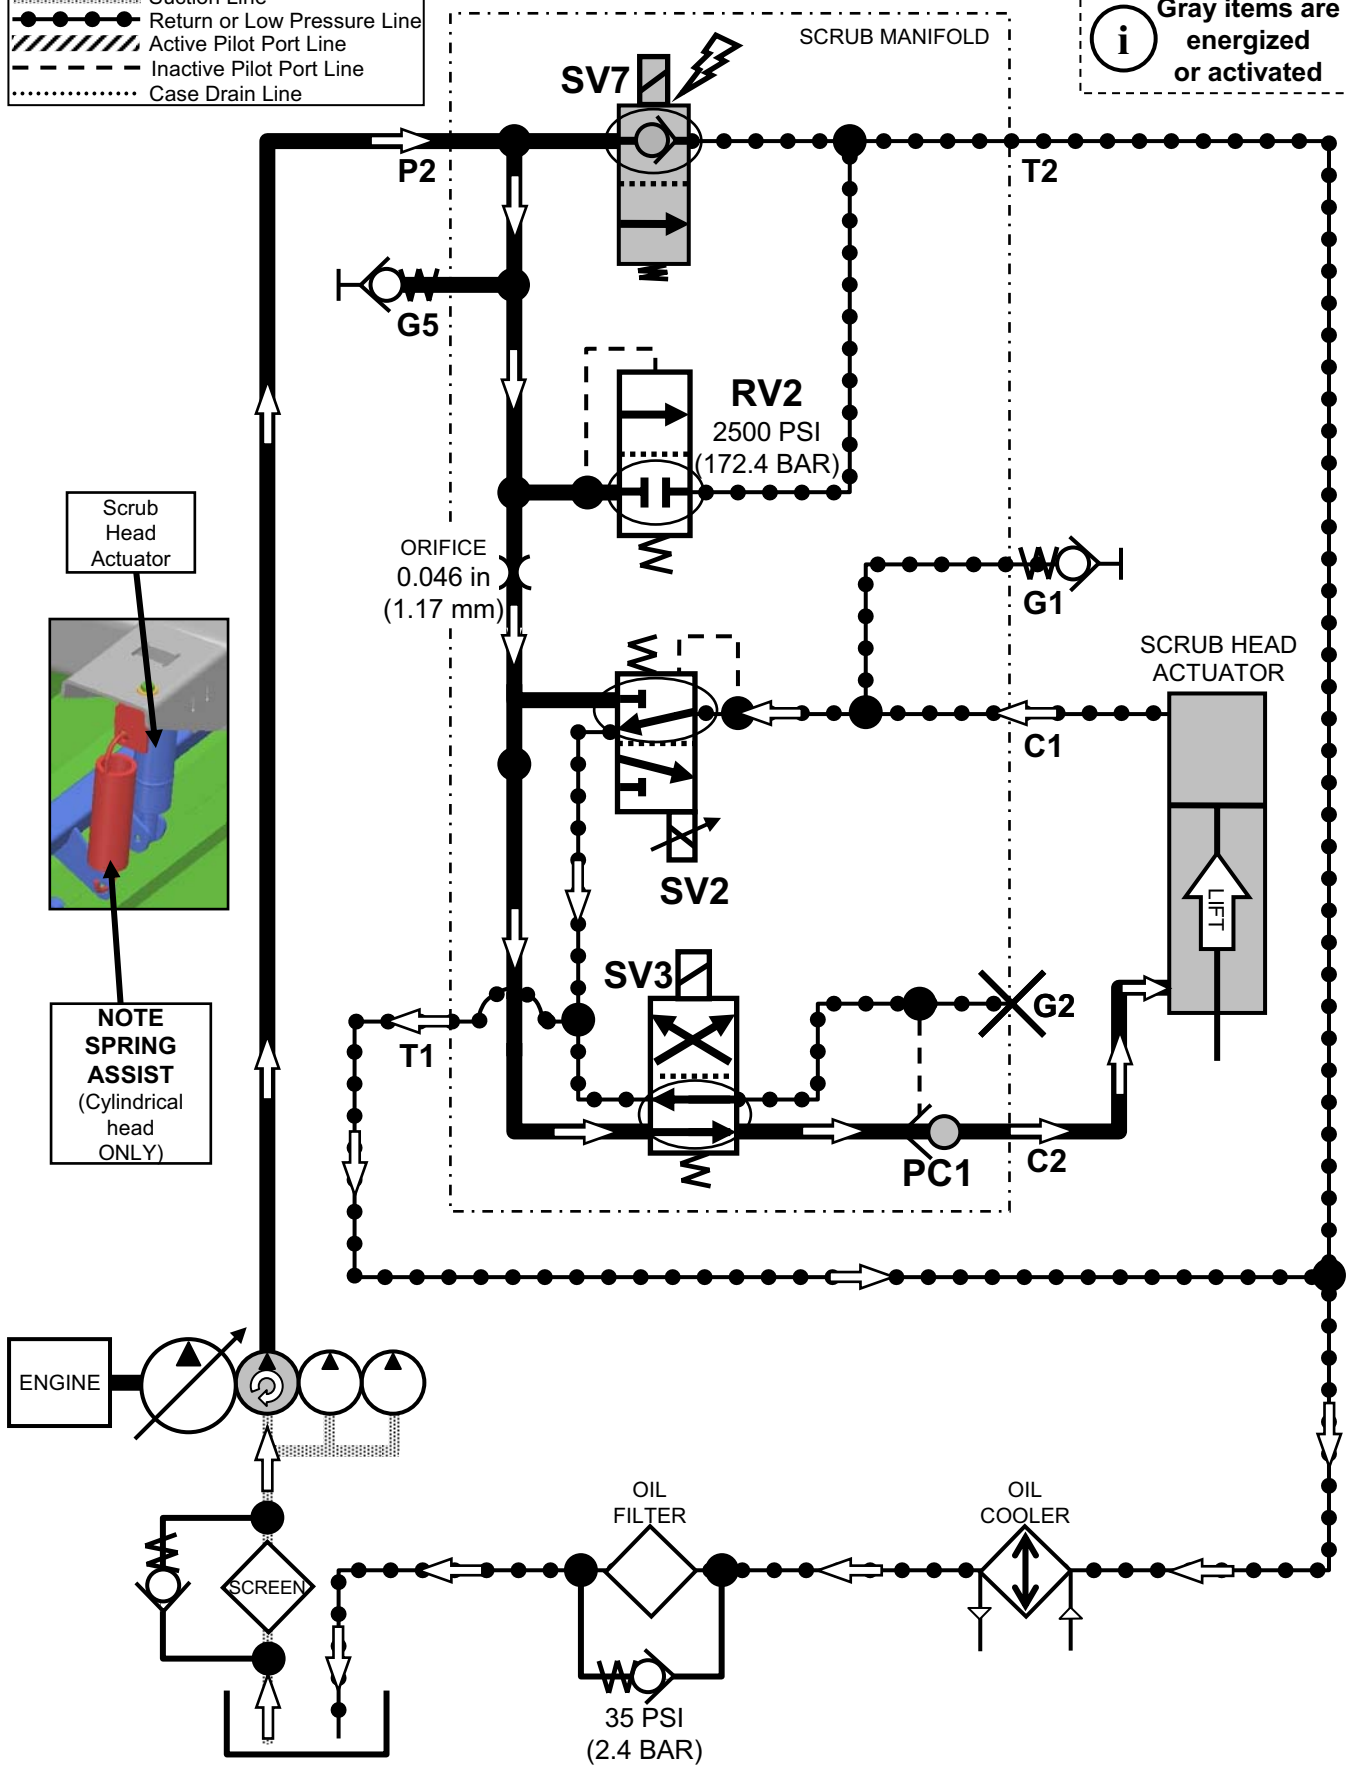 Suction Line
Return or Low Pressure Line
Active Pilot Port Line
Inactive Pilot Port Line
Case Drain Line
SCRUB MANIFOLD
i
Gray items are
energized
or activated
SV7
P2
T2
G5
RV2
2500 PSI
(172.4 BAR)
Scrub
Head
Actuator
ORIFICE
0.046 in
(1.17 mm)
G1
SCRUB HEAD
ACTUATOR
C1
SV2
LIFT
SV3
G2
NOTE
SPRING
ASSIST
(Cylindrical
head
ONLY)
T1
PC1
C2
ENGINE
OIL
FILTER
OIL
COOLER
SCREEN
35 PSI
(2.4 BAR)